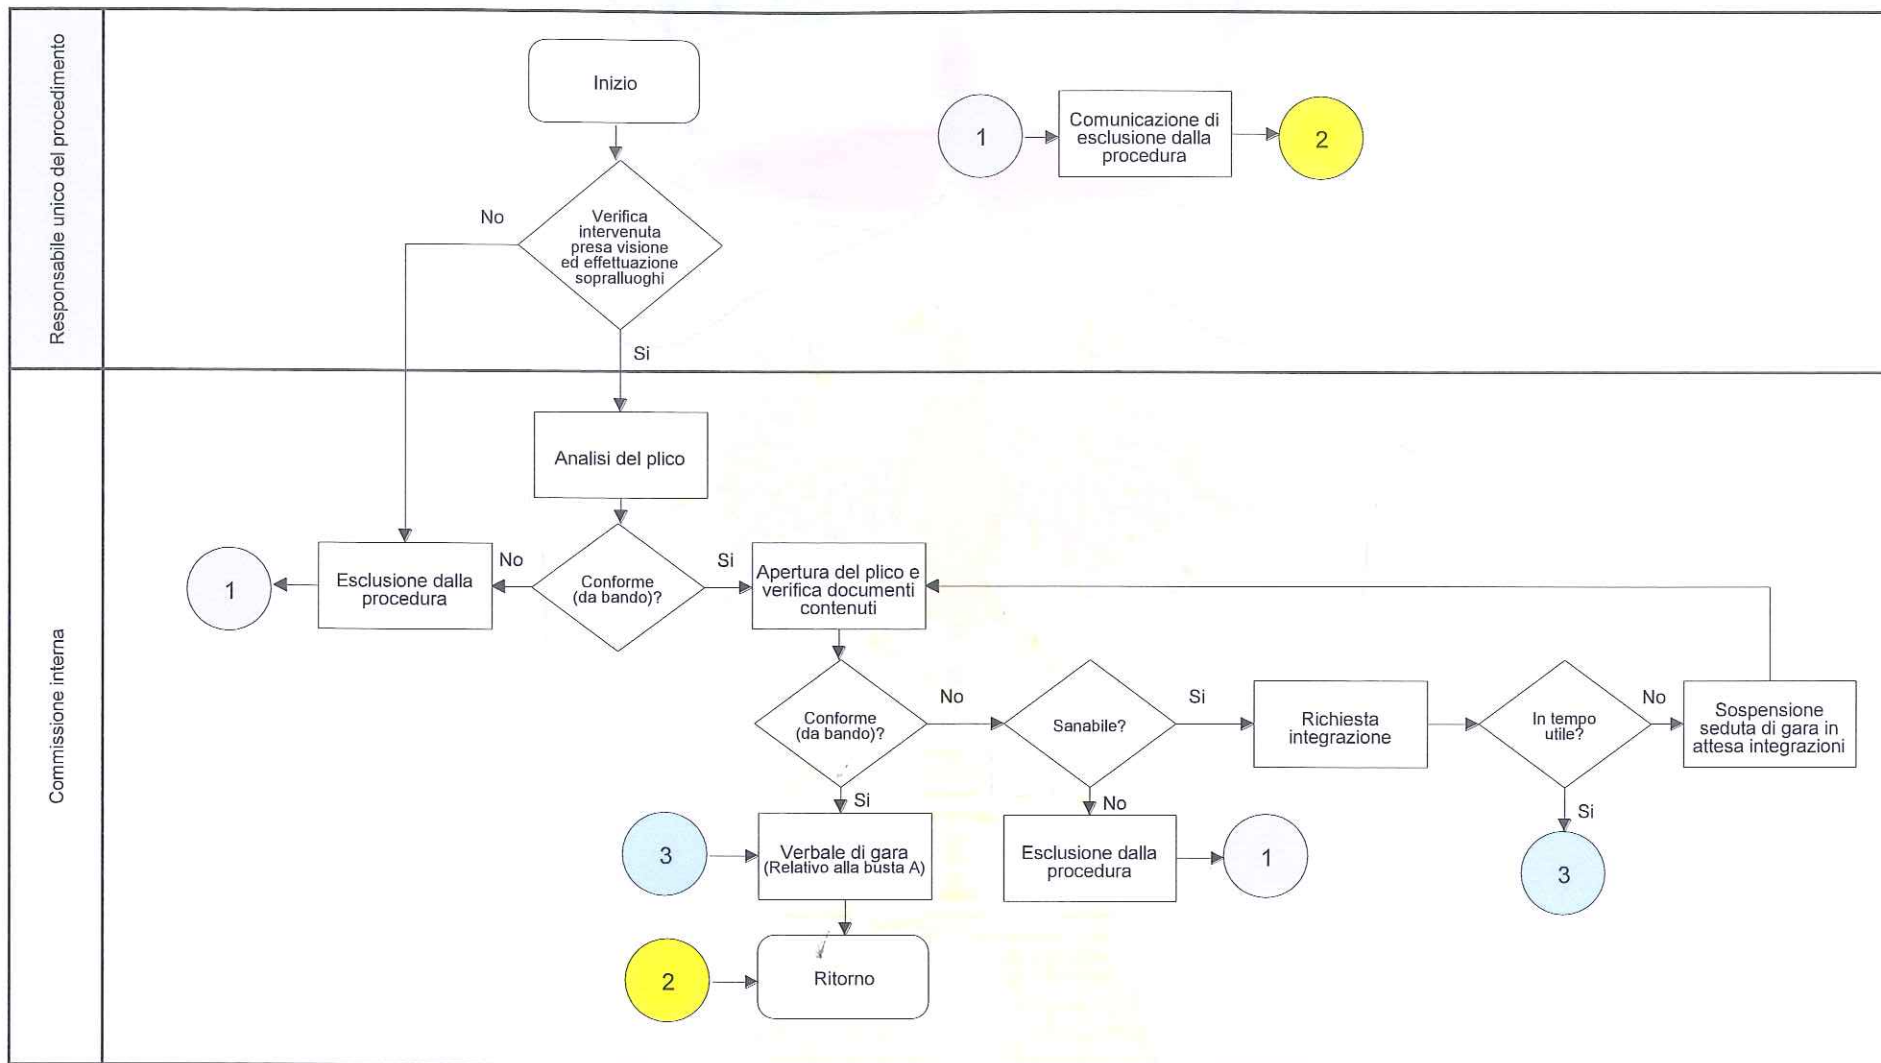 Responsabile unico del procedimento
Inizio
1
Comunicazione di
esclusione dalla
procedura
2
No
Verifica
intervenuta
presa visione
ed effettuazione
sopralluoghi
Si
Commissione interna
Analisi del plico
1
Esclusione dalla
procedura
No
Conforme
(da bando)?
Si
Apertura del plico e
verifica documenti
contenuti
Conforme
(da bando)?
No
Sanabile?
Si
Richiesta
integrazione
In tempo
utile?
No
Sospensione
seduta di gara in
attesa integrazioni
Si
No
Si
3
Verbale di gara
(Relativo alla busta A)
Esclusione dalla
procedura
1
3
2
Ritorno